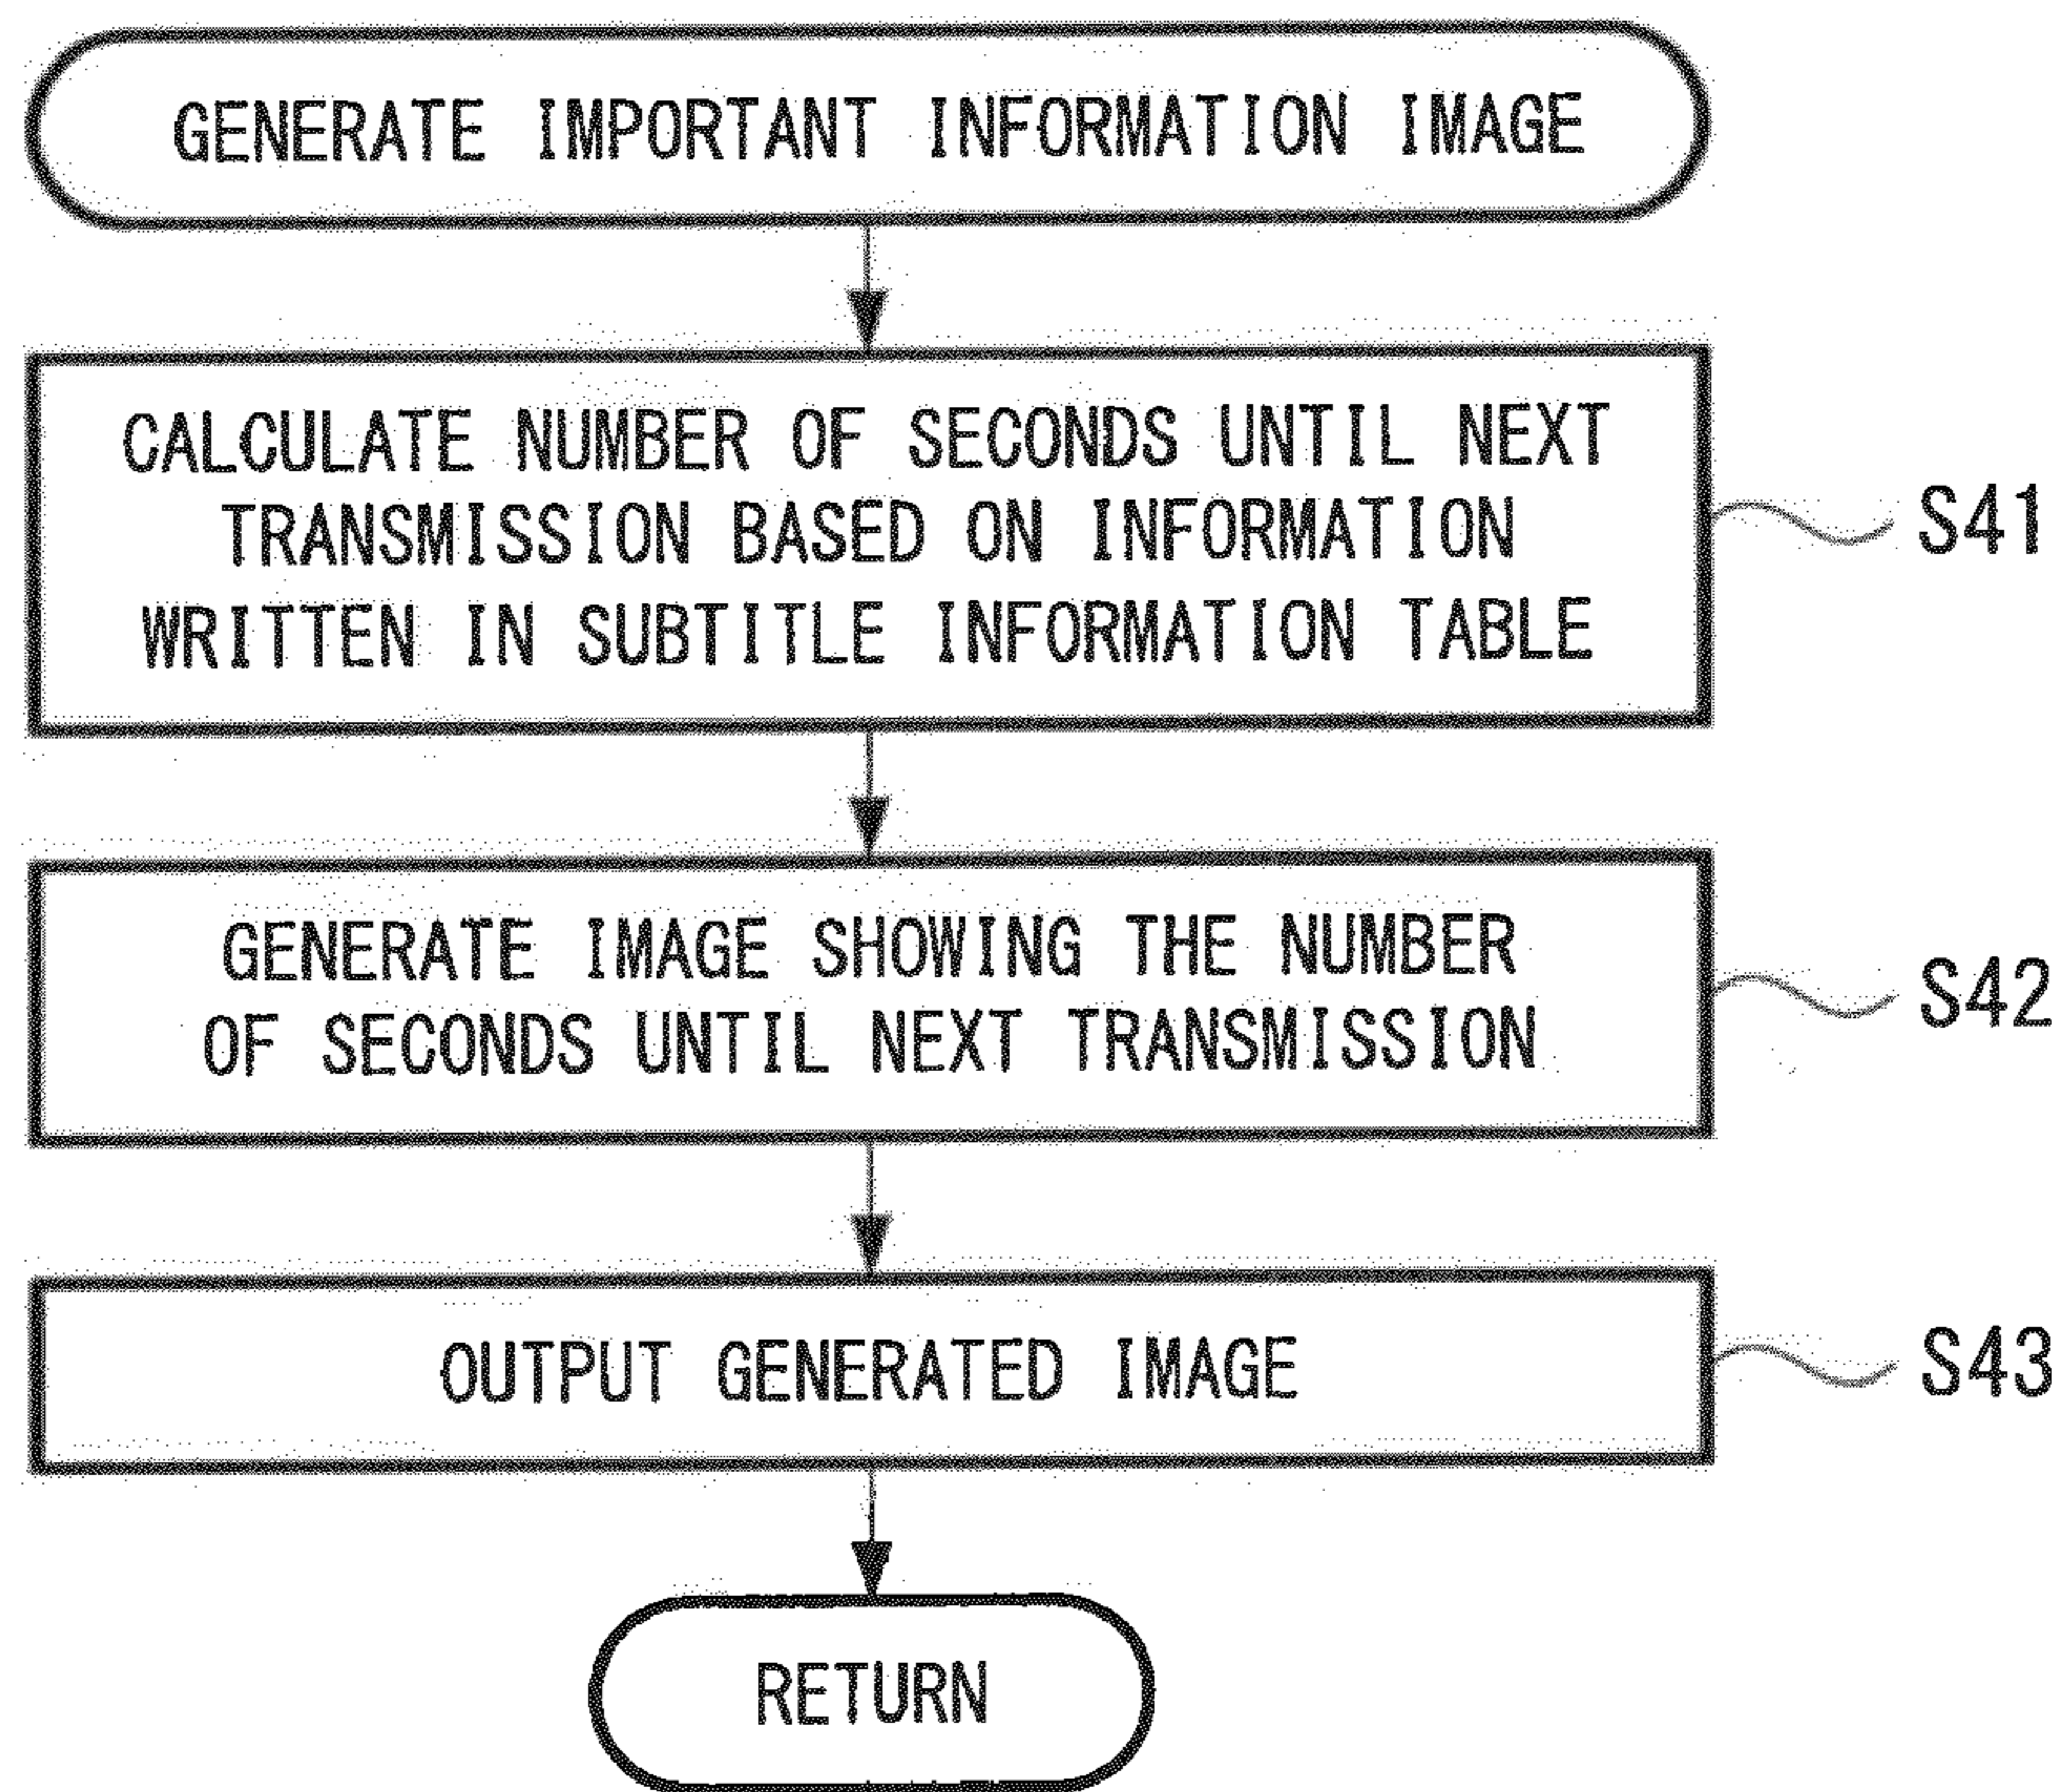 GENERATE IMPORTANT INFORMATION IMAGE
CALCULATE NUMBER OF SECONDS UNTIL NEXT
TRANSMISSION BASED ON INFORMATION
WRITTEN IN SUBTITLE INFORMATION TABLE
S41
GENERATE IMAGE SHOWING THE NUMBER
OF SECONDS UNTIL NEXT TRANSMISSION
S42
OUTPUT GENERATED IMAGE
S43
RETURN